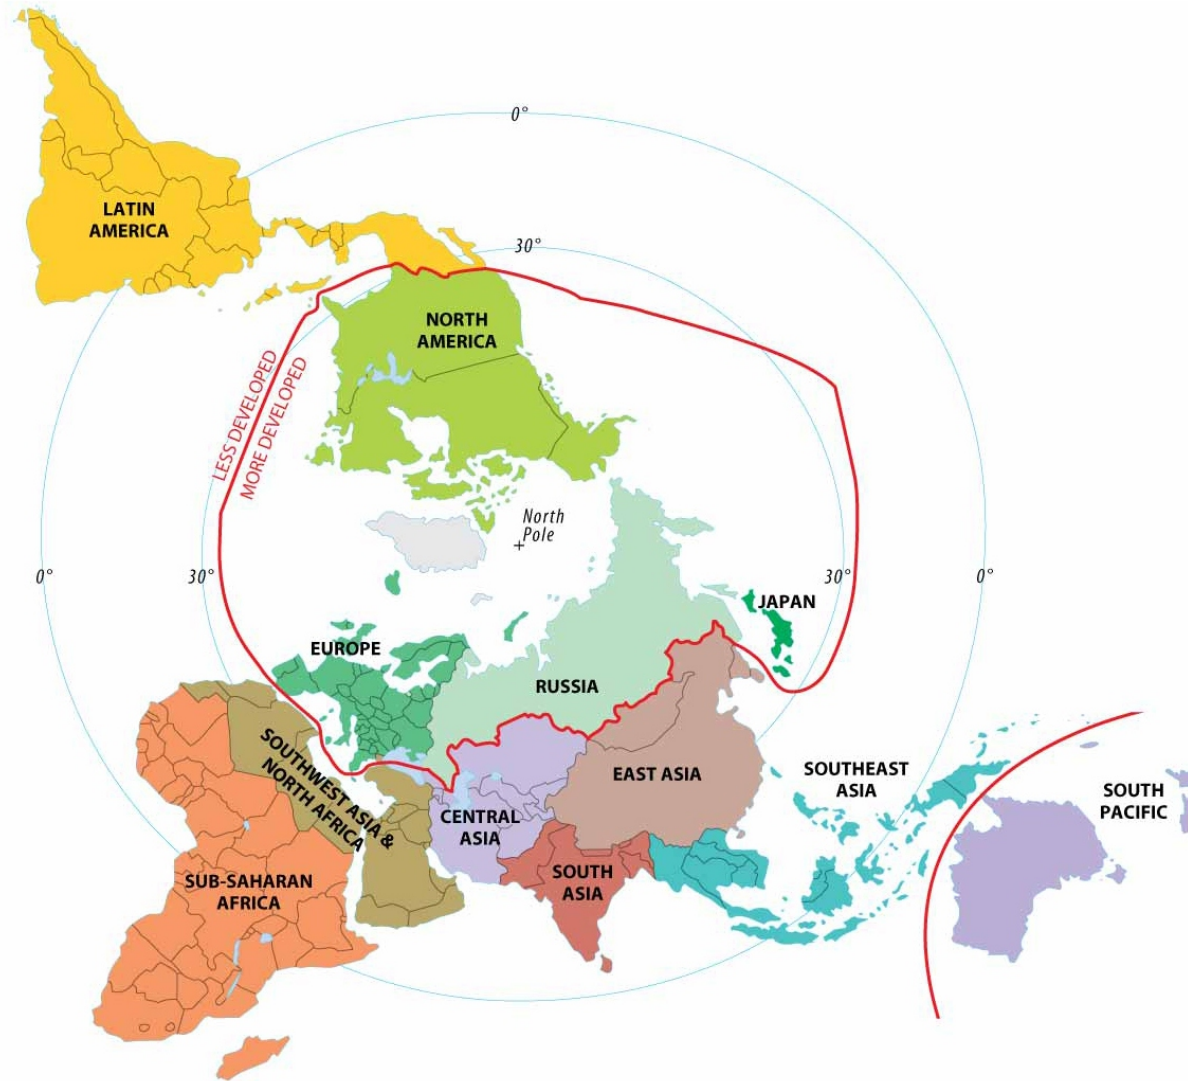 0°
LATIN
AMERICA
30°
NORTH
AMERICA
LESS DEVELOPED
MORE DEVELOPED
North
Pole
0°
30°
30°
0°
JAPAN
EUROPE
RUSSIA
SOUTHWEST ASIA &
NORTH AFRICA
EAST ASIA
SOUTHEAST
ASIA
SOUTH
PACIFIC
CENTRAL
ASIA
SOUTH
ASIA
SUB-SAHARAN
AFRICA